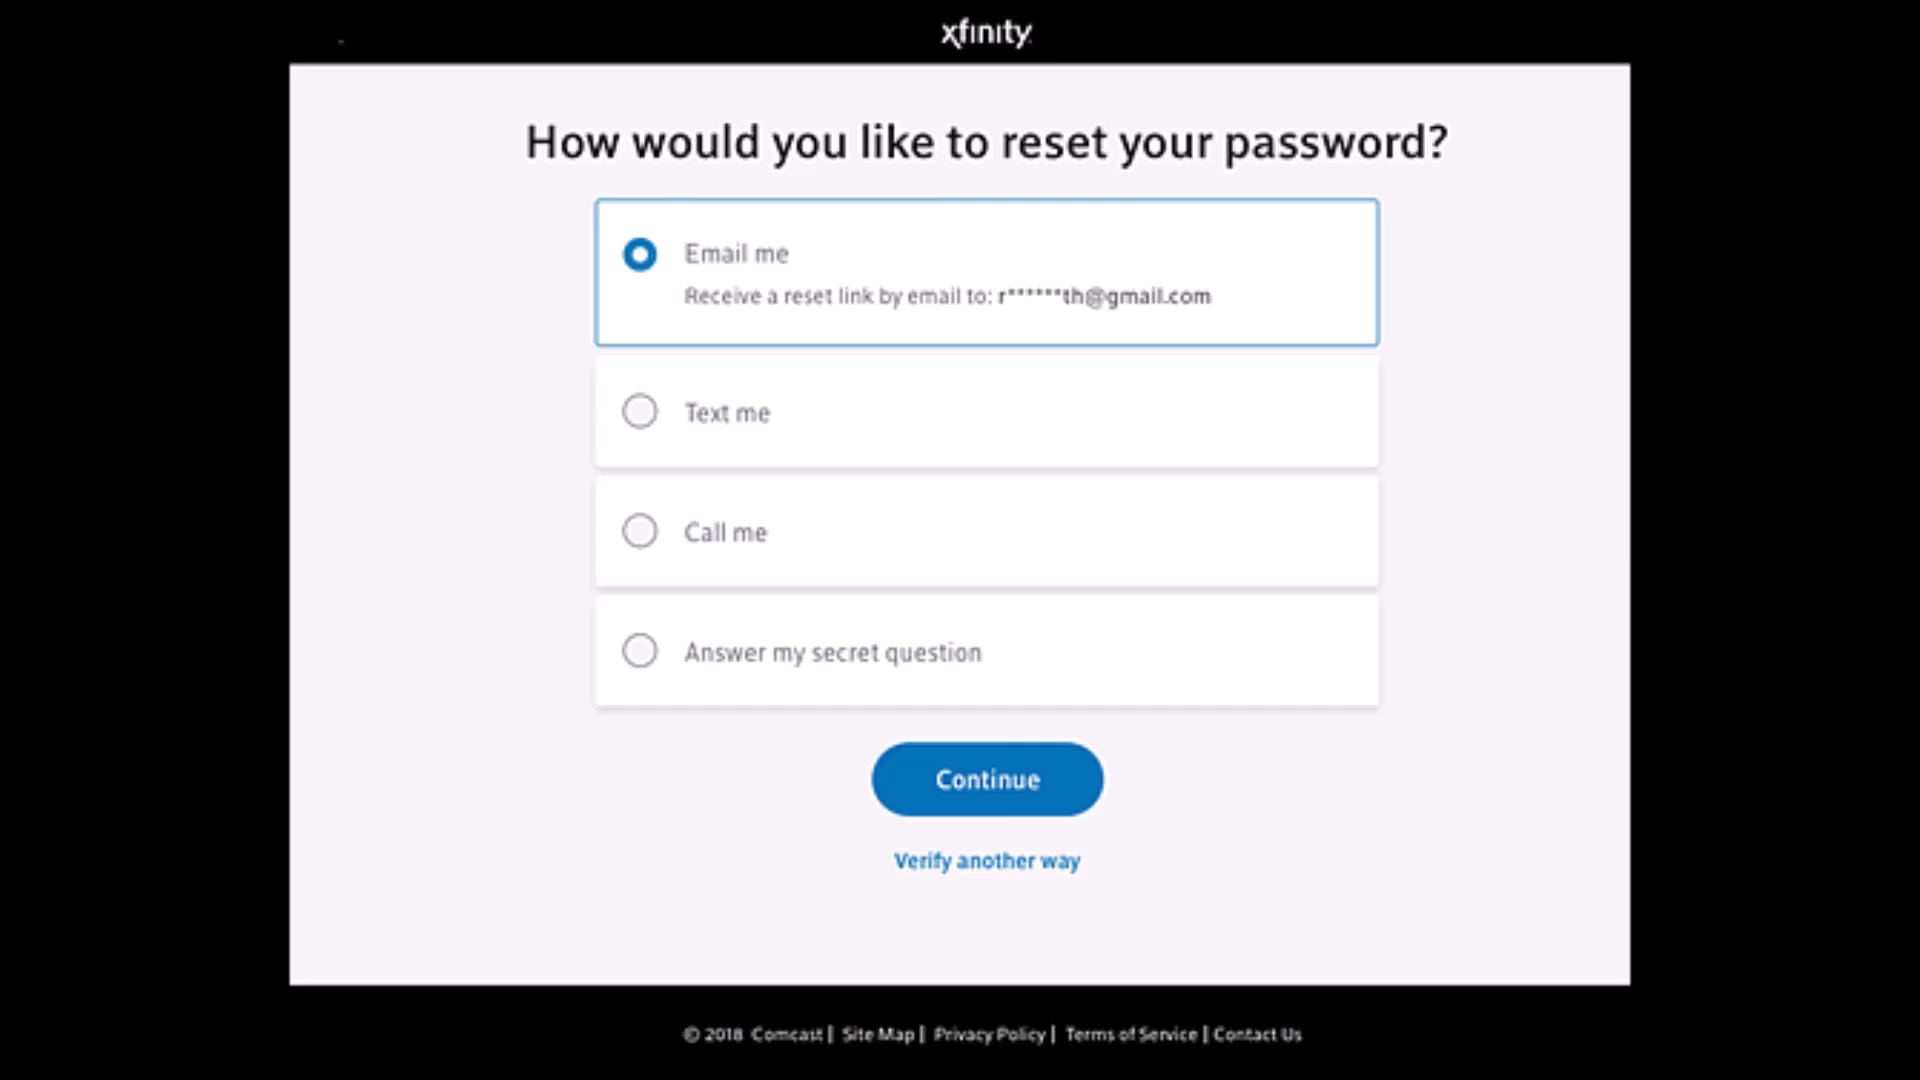 xfinity
How would you like to reset your password?
Email me
Receive a reset link by email to: r******th@gmail.com
Text me
Call me
Answer my secret question
Continue
Verify another way
© 2018 Comcast | Site Map | Privacy Policy | Terms of Service | Contact Us